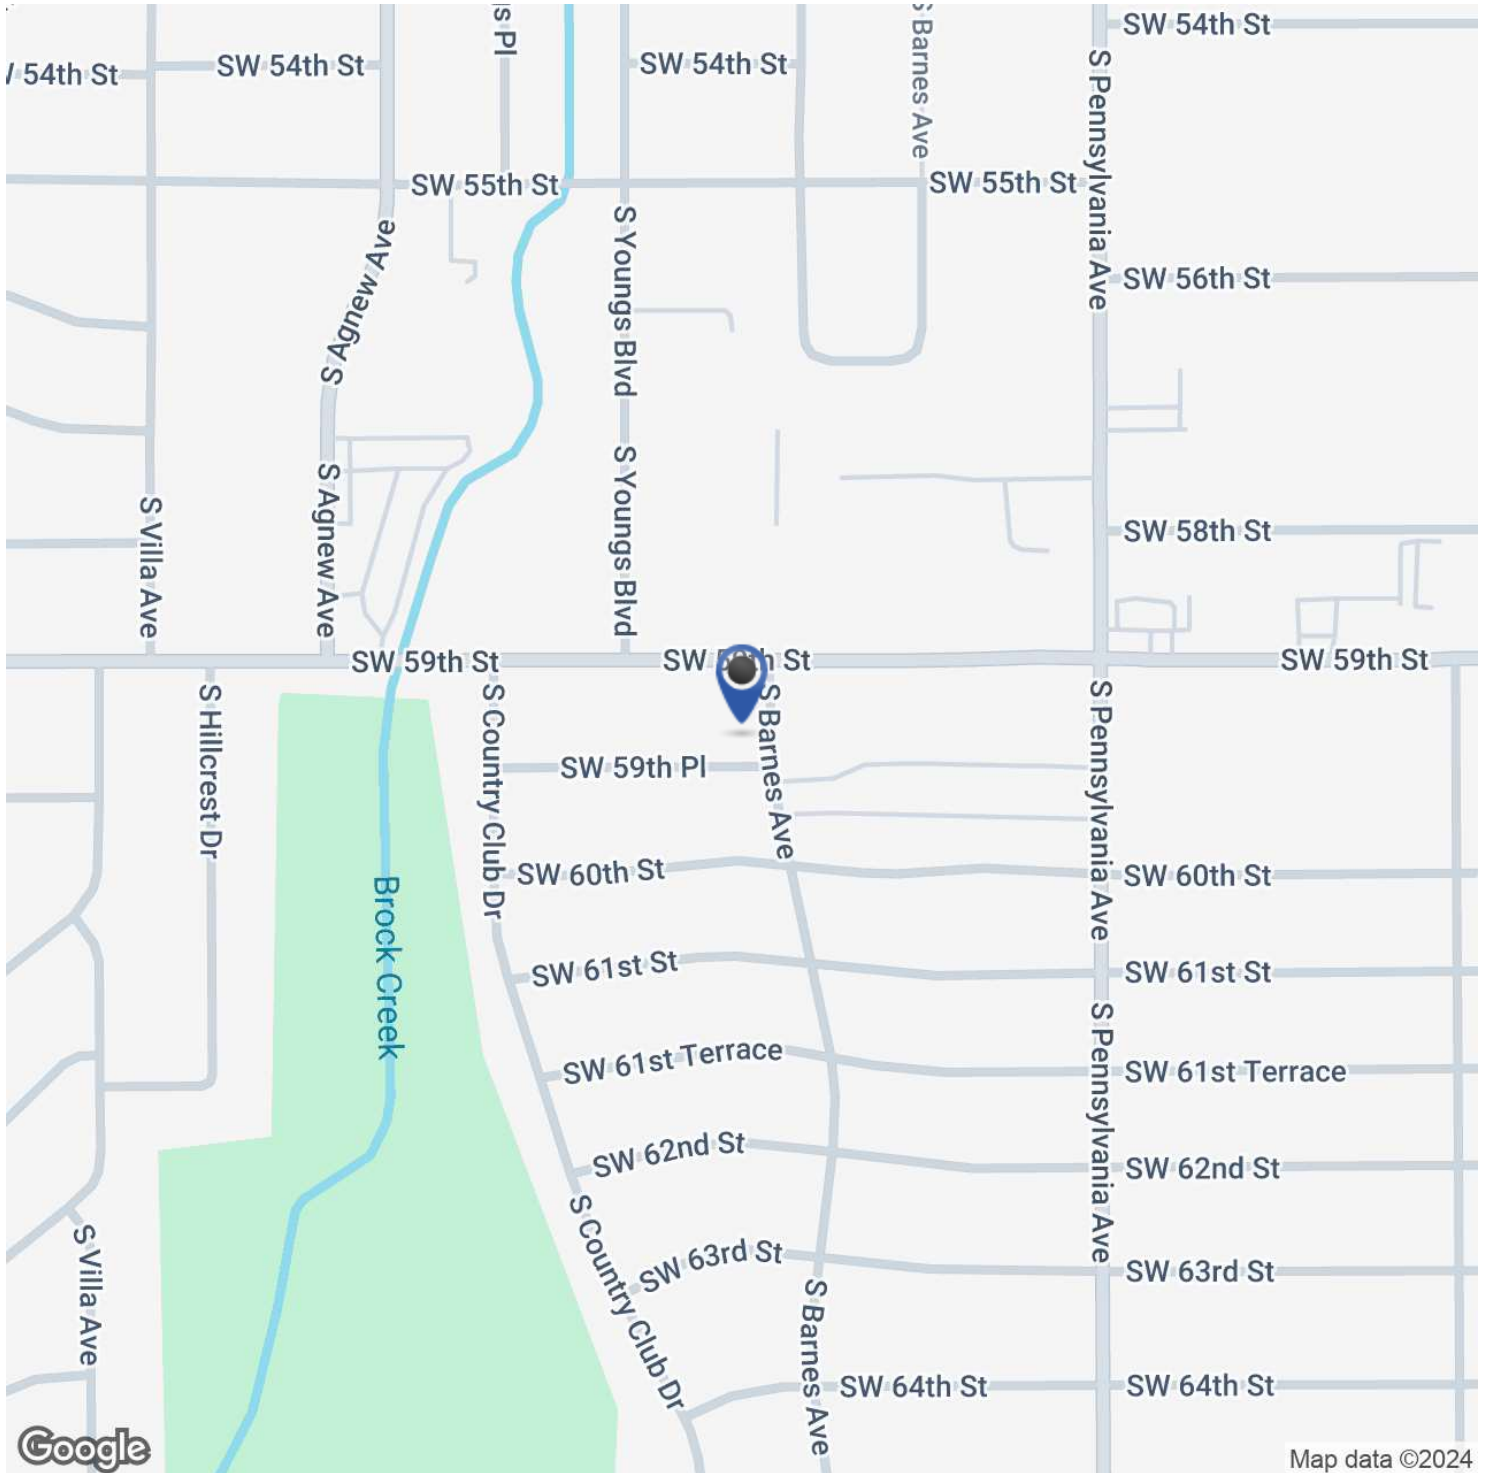 SW 54th St
54th St
SW 54th St
s Pl
SW 54th St
S Barnes Ave
S Pennsylvania Ave
SW 55th St
SW 55th St
S Youngs Blvd
S Agnew Ave
SW 56th St
S Youngs Blvd
S Agnew Ave
S Villa Ave
SW 58th St
SW 59th St
SW 59th St
SW 59th St
S Hillcrest Dr
S Country Club Dr
S Barnes Ave
S Pennsylvania Ave
SW 59th Pl
SW 60th St
SW 60th St
Brock Creek
SW 61st St
SW 61st St
S Pennsylvania Ave
SW 61st Terrace
SW 61st Terrace
SW 62nd St
SW 62nd St
S Country Club Dr
S Villa Ave
SW 63rd St
SW 63rd St
S Barnes Ave
SW 64th St
SW 64th St
Google
Map data ©2024